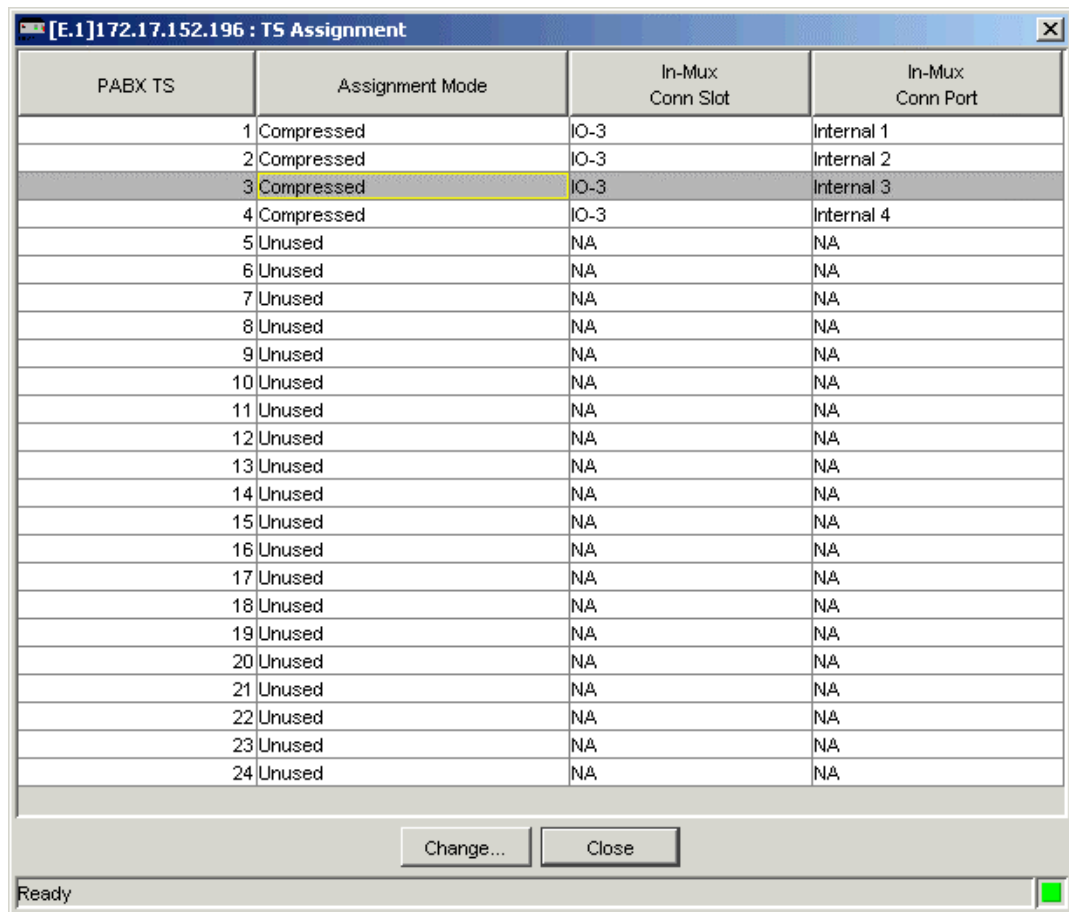 [E.1]172.17.152.196 : TS Assignment
PABX TS Assignment Mode In-Mux Conn Slot In-Mux Conn Port
1 Compressed IO-3 Internal 1
2 Compressed IO-3 Internal 2
3 Compressed IO-3 Internal 3
4 Compressed IO-3 Internal 4
5 Unused NA NA
6 Unused NA NA
7 Unused NA NA
8 Unused NA NA
9 Unused NA NA
10 Unused NA NA
11 Unused NA NA
12 Unused NA NA
13 Unused NA NA
14 Unused NA NA
15 Unused NA NA
16 Unused NA NA
17 Unused NA NA
18 Unused NA NA
19 Unused NA NA
20 Unused NA NA
21 Unused NA NA
22 Unused NA NA
23 Unused NA NA
24 Unused NA NA
Change... Close
Ready